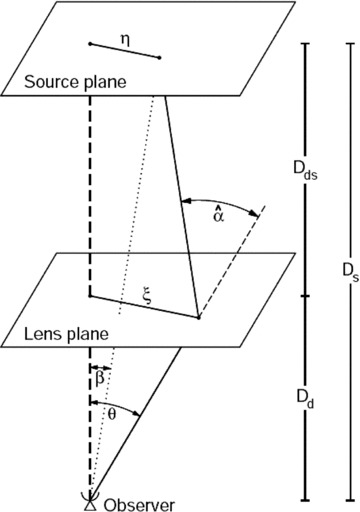 η
Source plane
D_ds
α̂
D_s
ξ
Lens plane
β
D_d
θ
Observer